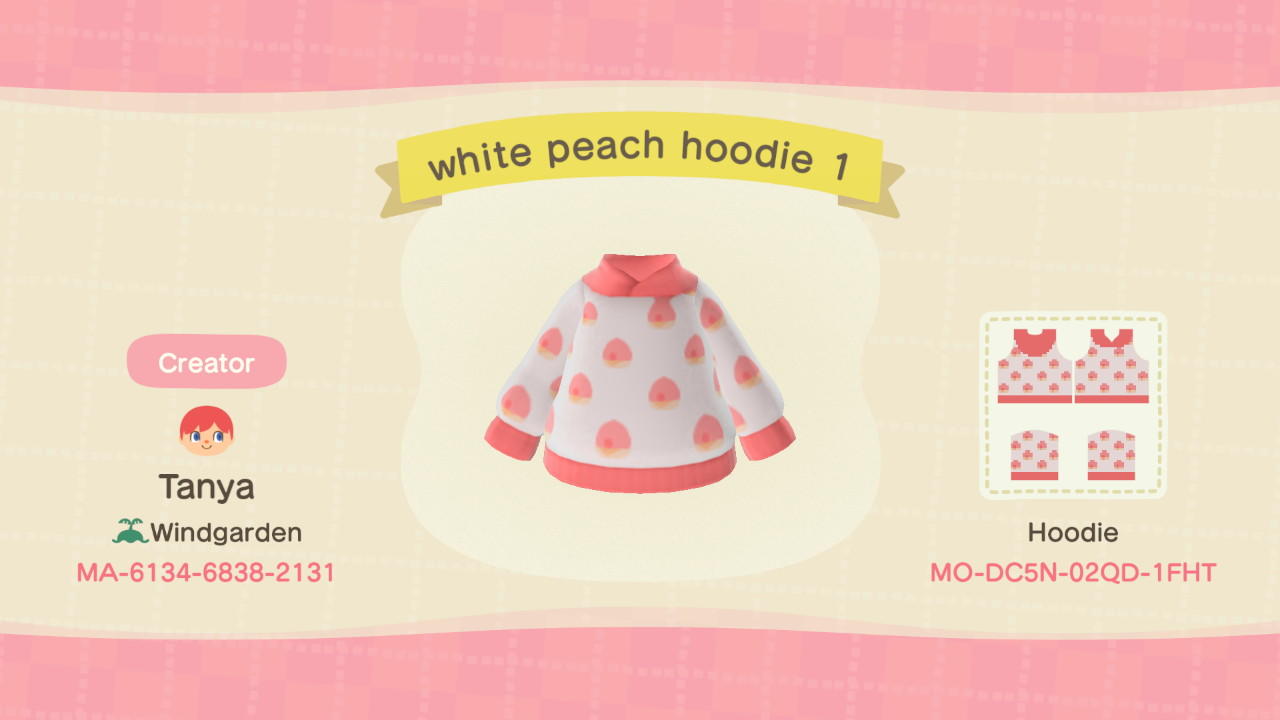 white peach hoodie 1
Creator
Tanya
Windgarden
MA-6134-6838-2131
Hoodie
MO-DC5N-02QD-1FHT